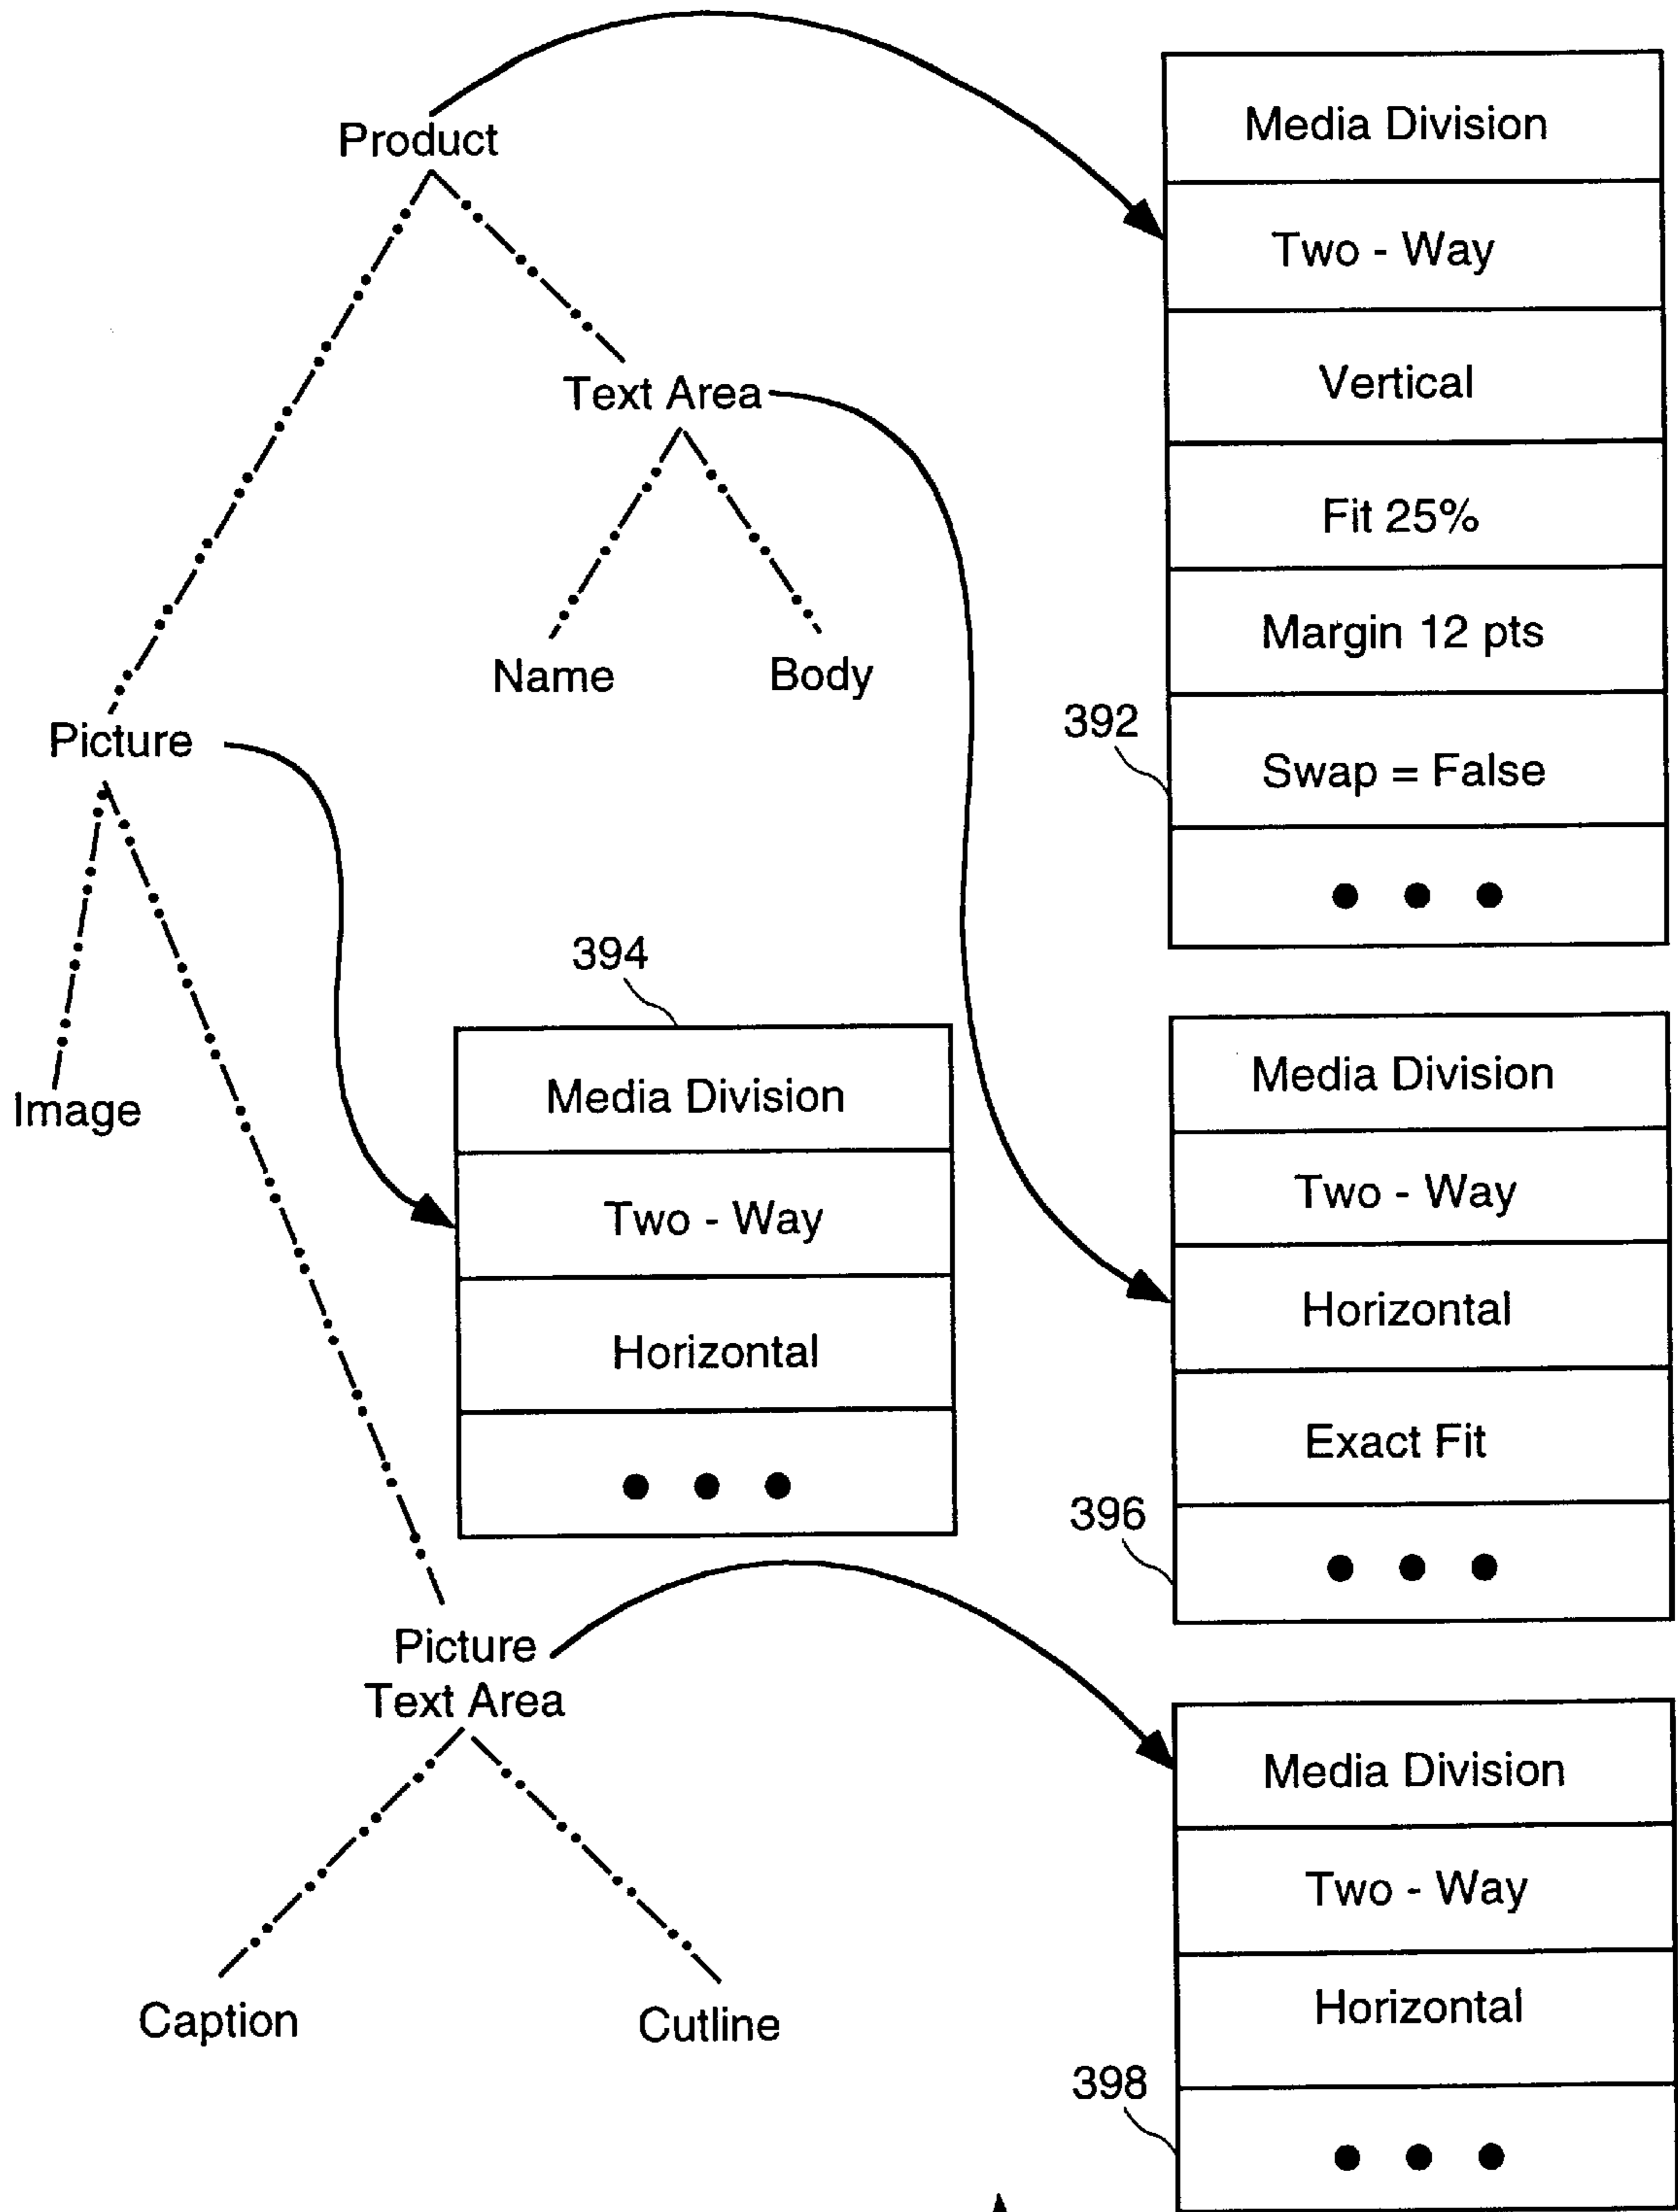 Product
Text Area
Name
Body
Picture
Image
Picture
Text Area
Caption
Cutline
Media Division
Two - Way
Vertical
Fit 25%
Margin 12 pts
392
Swap = False
394
Media Division
Two - Way
Horizontal
Media Division
Two - Way
Horizontal
Exact Fit
396
Media Division
Two - Way
Horizontal
398